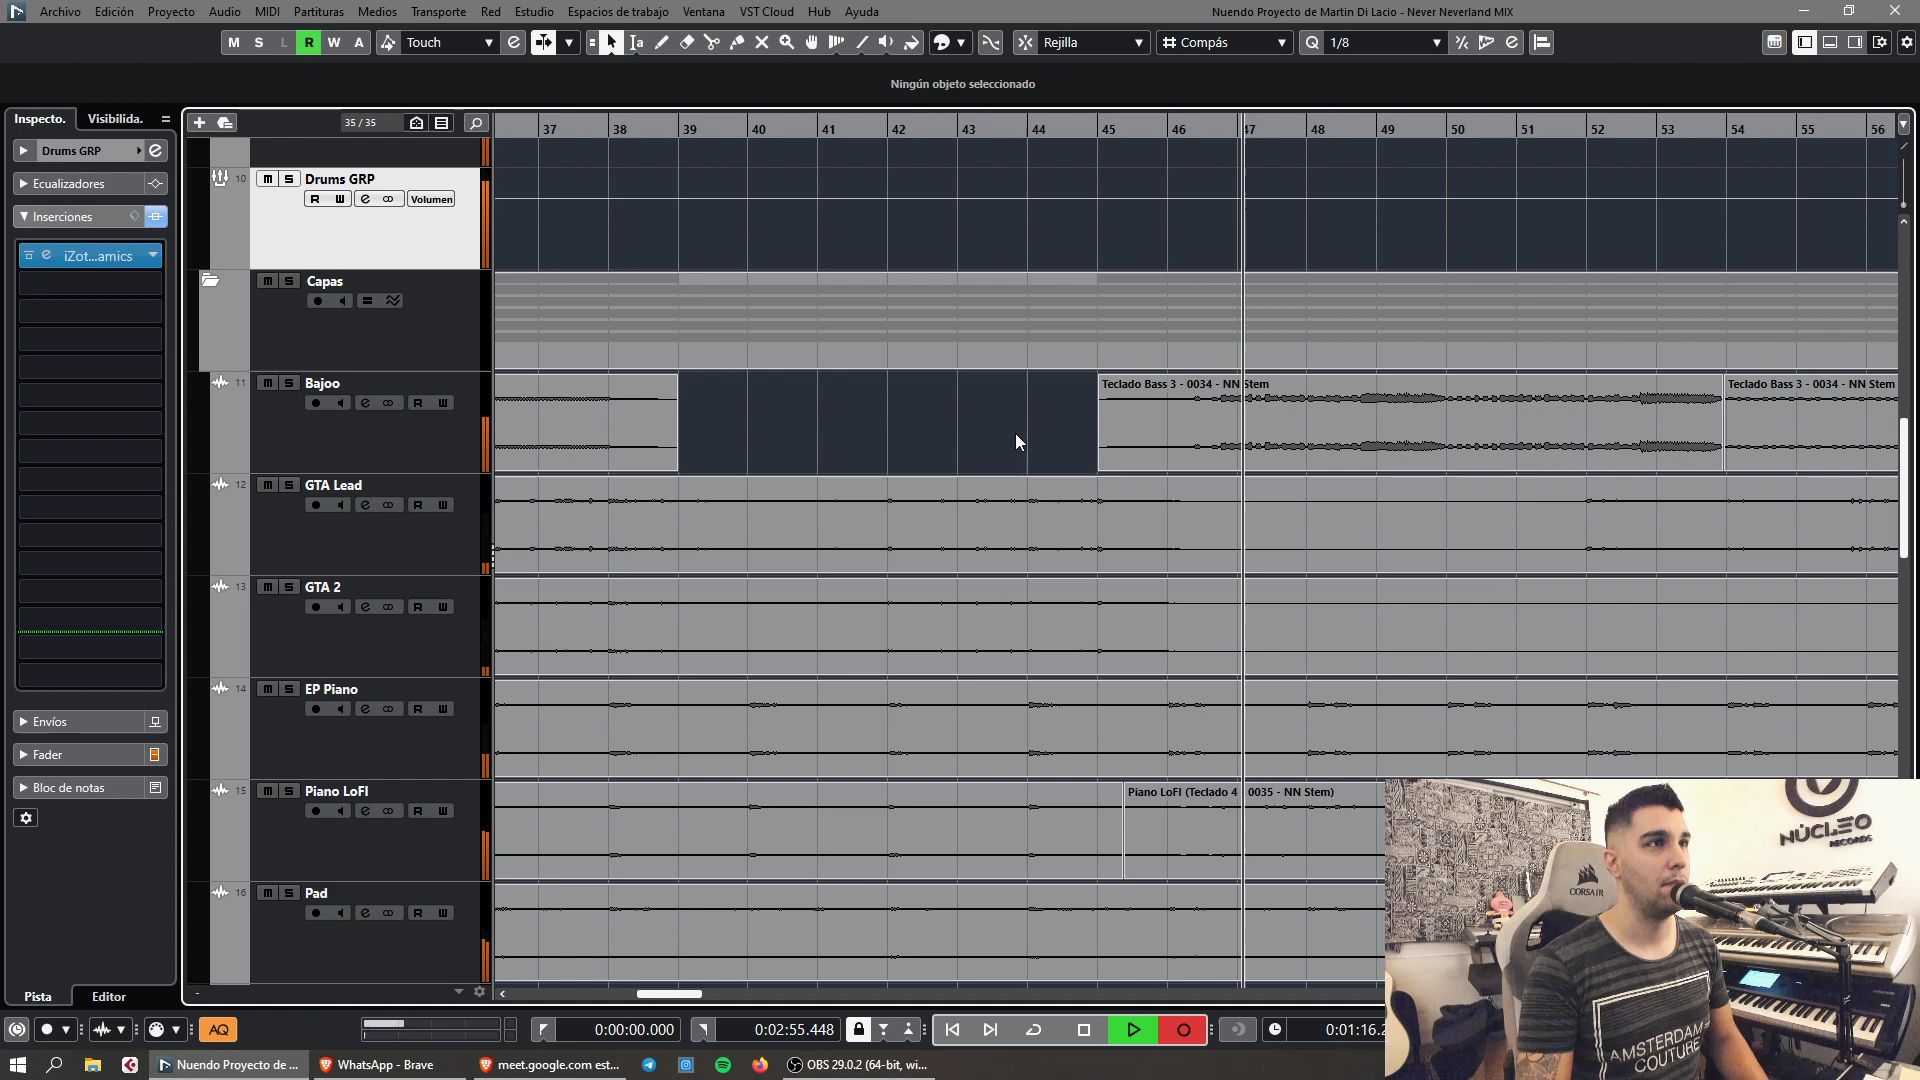 Archivo Edición Proyecto Audio MIDI Partituras Medios Transporte Red Estudio Espacios de trabajo Ventana VST Cloud Hub Ayuda
Nuendo Proyecto de Martin Di Lacio - Never Neverland MIX
M S L R W A Touch Rejilla Compás Q 1/8
Ningún objeto seleccionado
Inspecto. Visibilida.
35 / 35
37 38 39 40 41 42 43 44 45 46 47 48 49 50 51 52 53 54 55 56
Drums GRP
Ecualizadores
Inserciones
iZot...amics
Envíos
Fader
Bloc de notas
Pista Editor
10 m S Drums GRP
R W e Volumen
m S Capas
11 m S Bajoo
R W
Teclado Bass 3 - 0034 - NN Stem
Teclado Bass 3 - 0034 - NN Stem
12 m S GTA Lead
R W
13 m S GTA 2
R W
14 m S EP Piano
R W
15 m S Piano LoFI
R W
Piano LoFI (Teclado 4 0035 - NN Stem)
16 m S Pad
R W
NÚCLEO
RECORDS
CORSAIR
AMSTERDAM
COUTURE
AQ 0:00:00.000 0:02:55.448 0:01:16.2
Nuendo Proyecto de ... WhatsApp - Brave meet.google.com est... OBS 29.0.2 (64-bit, wi...